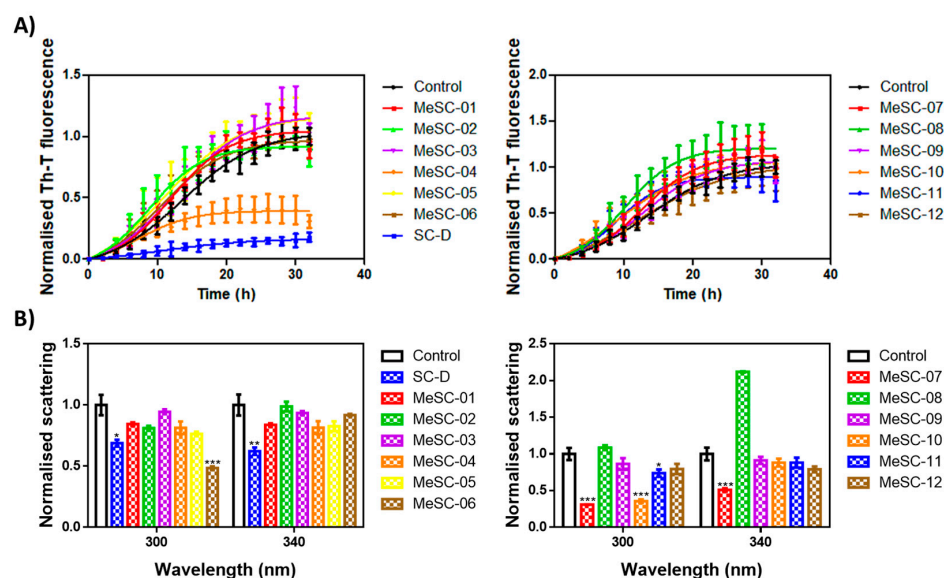 A)
Normalised Th-T fluorescence
1.5
1.0
0.5
0.0
0
10
20
30
40
Time (h)
Control
MeSC-01
MeSC-02
MeSC-03
MeSC-04
MeSC-05
MeSC-06
SC-D
Normalised Th-T fluorescence
2.0
1.5
1.0
0.5
0.0
0
10
20
30
40
Time (h)
Control
MeSC-07
MeSC-08
MeSC-09
MeSC-10
MeSC-11
MeSC-12
B)
Normalised scattering
1.5
1.0
0.5
0.0
*
***
**
300
340
Wavelength (nm)
Control
SC-D
MeSC-01
MeSC-02
MeSC-03
MeSC-04
MeSC-05
MeSC-06
Normalised scattering
2.5
2.0
1.5
1.0
0.5
0.0
***
***
*
***
300
340
Wavelength (nm)
Control
MeSC-07
MeSC-08
MeSC-09
MeSC-10
MeSC-11
MeSC-12